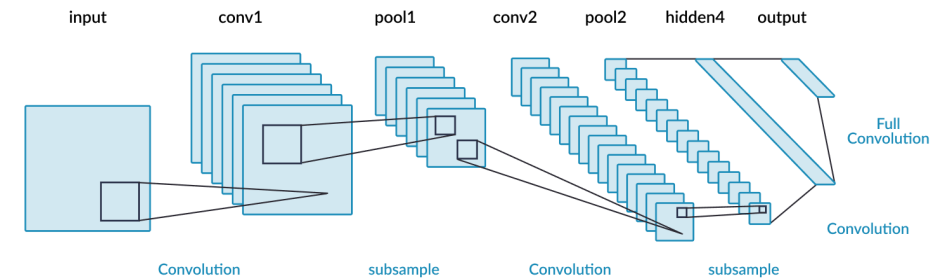 input conv1 pool1 conv2 pool2 hidden4 output
Full
Convolution
Convolution
Convolution subsample Convolution subsample